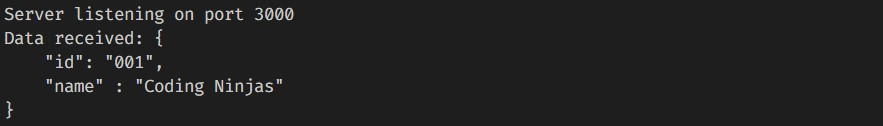 Server listening on port 3000
Data received: {
    "id": "001",
    "name" : "Coding Ninjas"
}